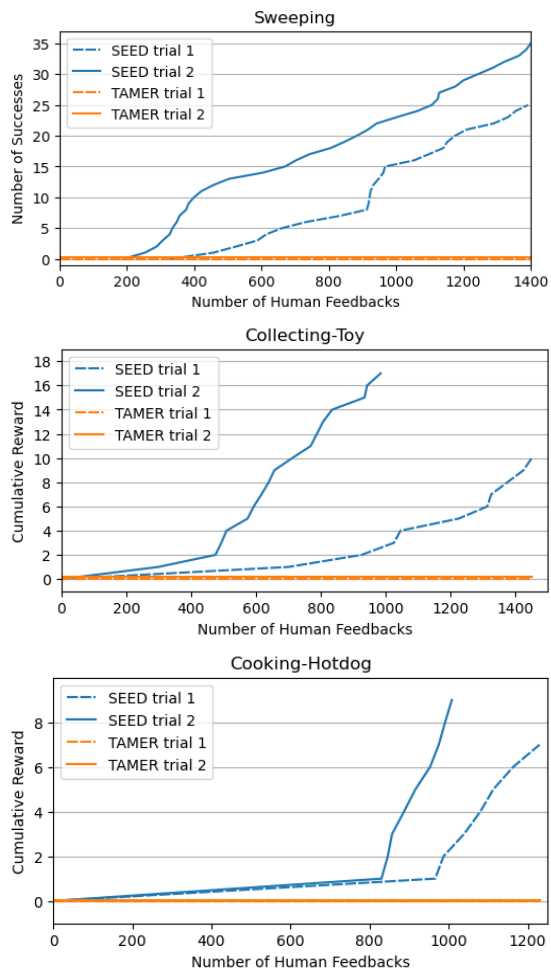 Sweeping
Number of Successes
35
30
25
20
15
10
5
0
SEED trial 1
SEED trial 2
TAMER trial 1
TAMER trial 2
0 200 400 600 800 1000 1200 1400
Number of Human Feedbacks
Collecting-Toy
Cumulative Reward
18
16
14
12
10
8
6
4
2
0
SEED trial 1
SEED trial 2
TAMER trial 1
TAMER trial 2
0 200 400 600 800 1000 1200 1400
Number of Human Feedbacks
Cooking-Hotdog
Cumulative Reward
8
6
4
2
0
SEED trial 1
SEED trial 2
TAMER trial 1
TAMER trial 2
0 200 400 600 800 1000 1200
Number of Human Feedbacks